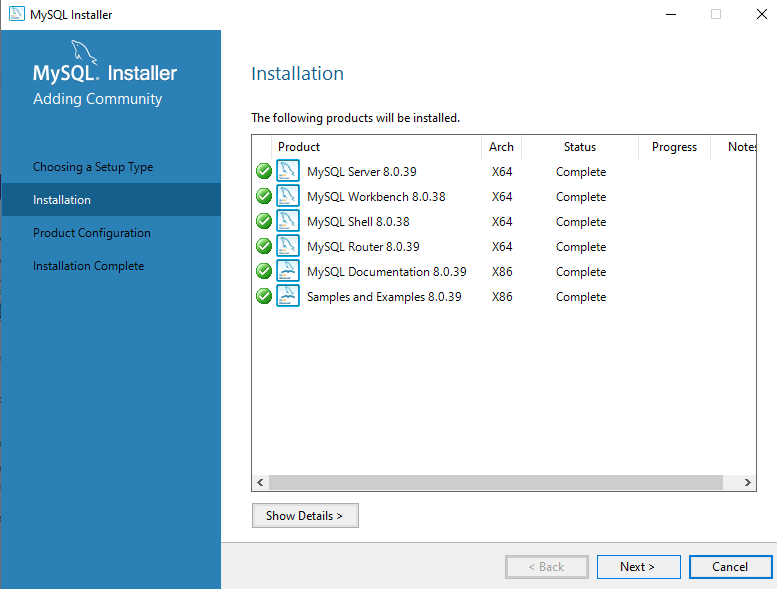 MySQL Installer
MySQL. Installer
Adding Community
Choosing a Setup Type
Installation
Product Configuration
Installation Complete
Installation
The following products will be installed.
Product Arch Status Progress Notes
MySQL Server 8.0.39 X64 Complete
MySQL Workbench 8.0.38 X64 Complete
MySQL Shell 8.0.38 X64 Complete
MySQL Router 8.0.39 X64 Complete
MySQL Documentation 8.0.39 X86 Complete
Samples and Examples 8.0.39 X86 Complete
Show Details >
< Back Next > Cancel